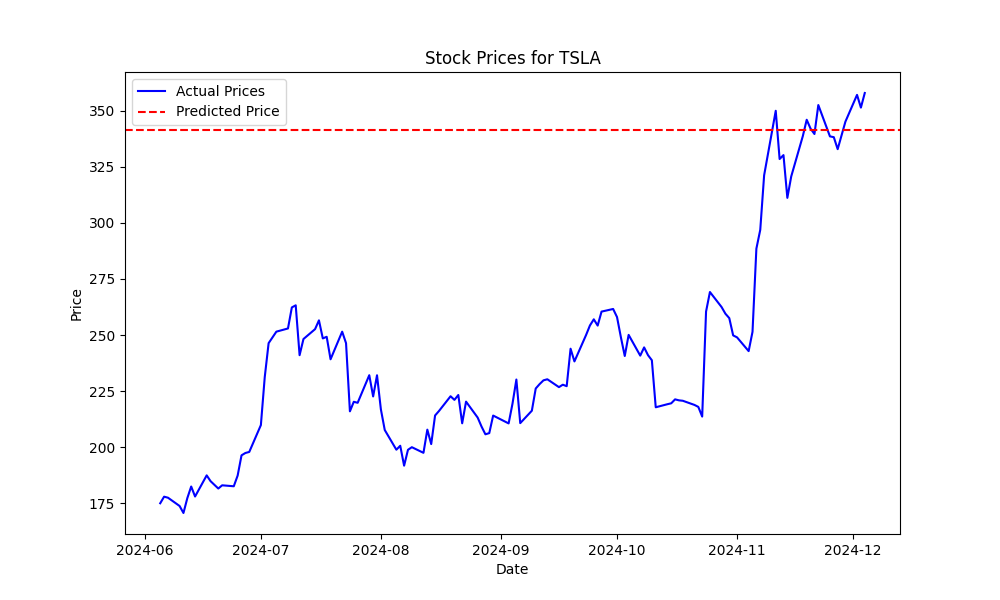 Stock Prices for TSLA
Actual Prices
Predicted Price
350
325
300
275
250
225
200
175
Price
2024-06 2024-07 2024-08 2024-09 2024-10 2024-11 2024-12
Date